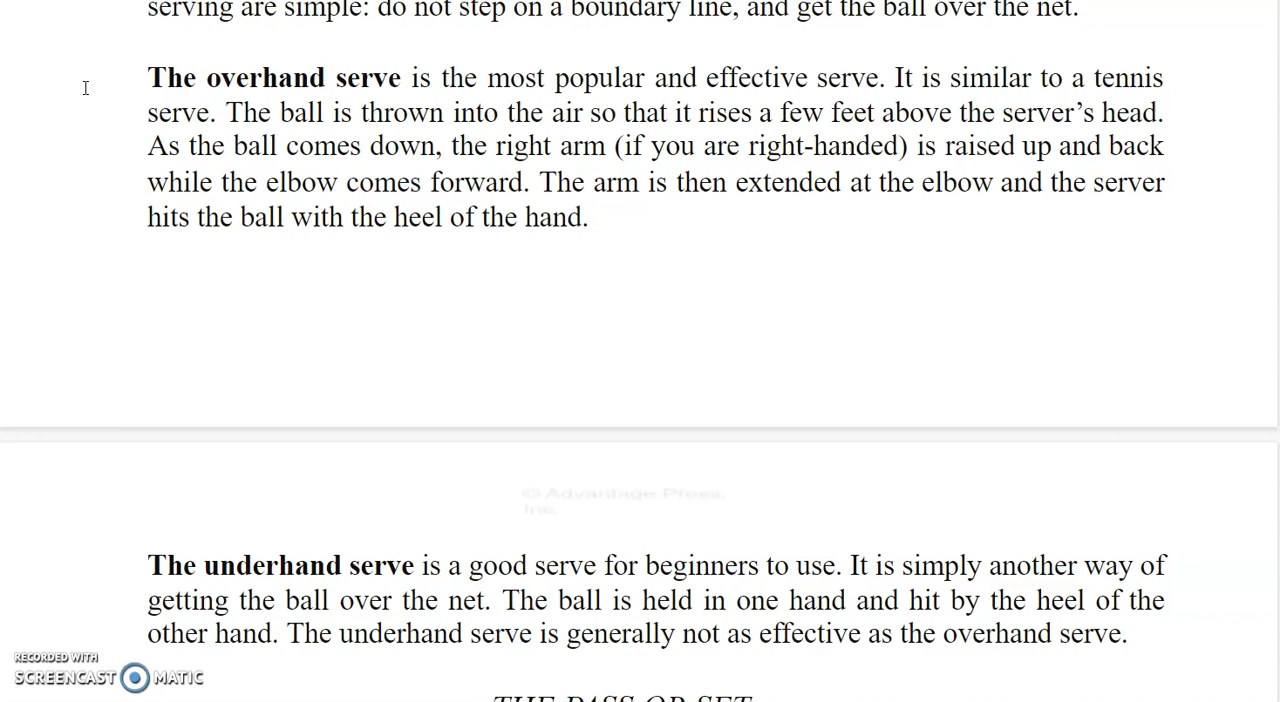 serving are simple: do not step on a boundary line, and get the ball over the net.
The overhand serve is the most popular and effective serve. It is similar to a tennis
serve. The ball is thrown into the air so that it rises a few feet above the server’s head.
As the ball comes down, the right arm (if you are right-handed) is raised up and back
while the elbow comes forward. The arm is then extended at the elbow and the server
hits the ball with the heel of the hand.
© Advantage Press,
Inc.
The underhand serve is a good serve for beginners to use. It is simply another way of
getting the ball over the net. The ball is held in one hand and hit by the heel of the
other hand. The underhand serve is generally not as effective as the overhand serve.
RECORDED WITH
SCREENCAST MATIC
THE PASS OR SET